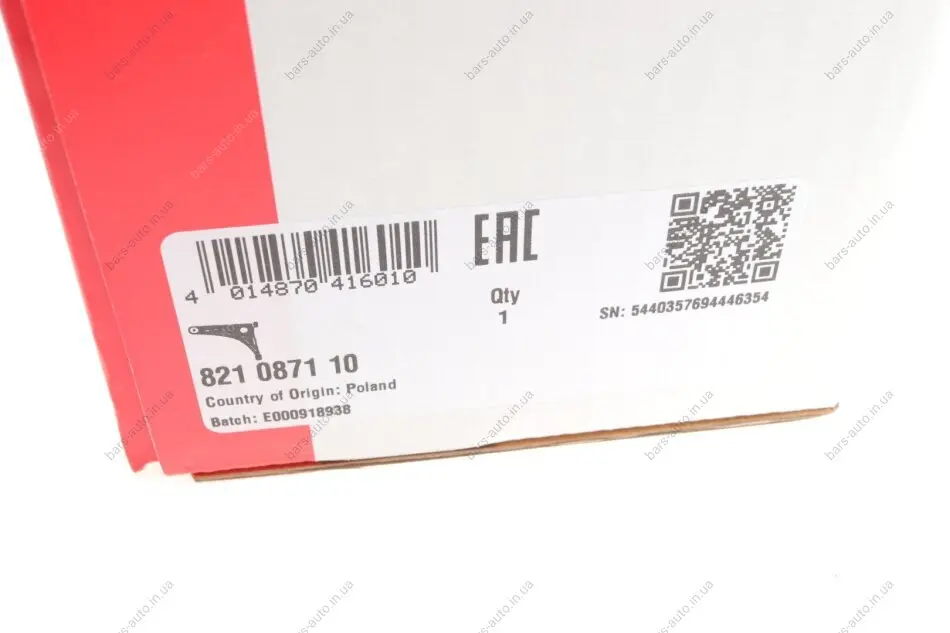 4 014870 416010
EAC
Qty
1
SN: 5440357694446354
821 0871 10
Country of Origin: Poland
Batch: E000918938
bars-auto.in.ua